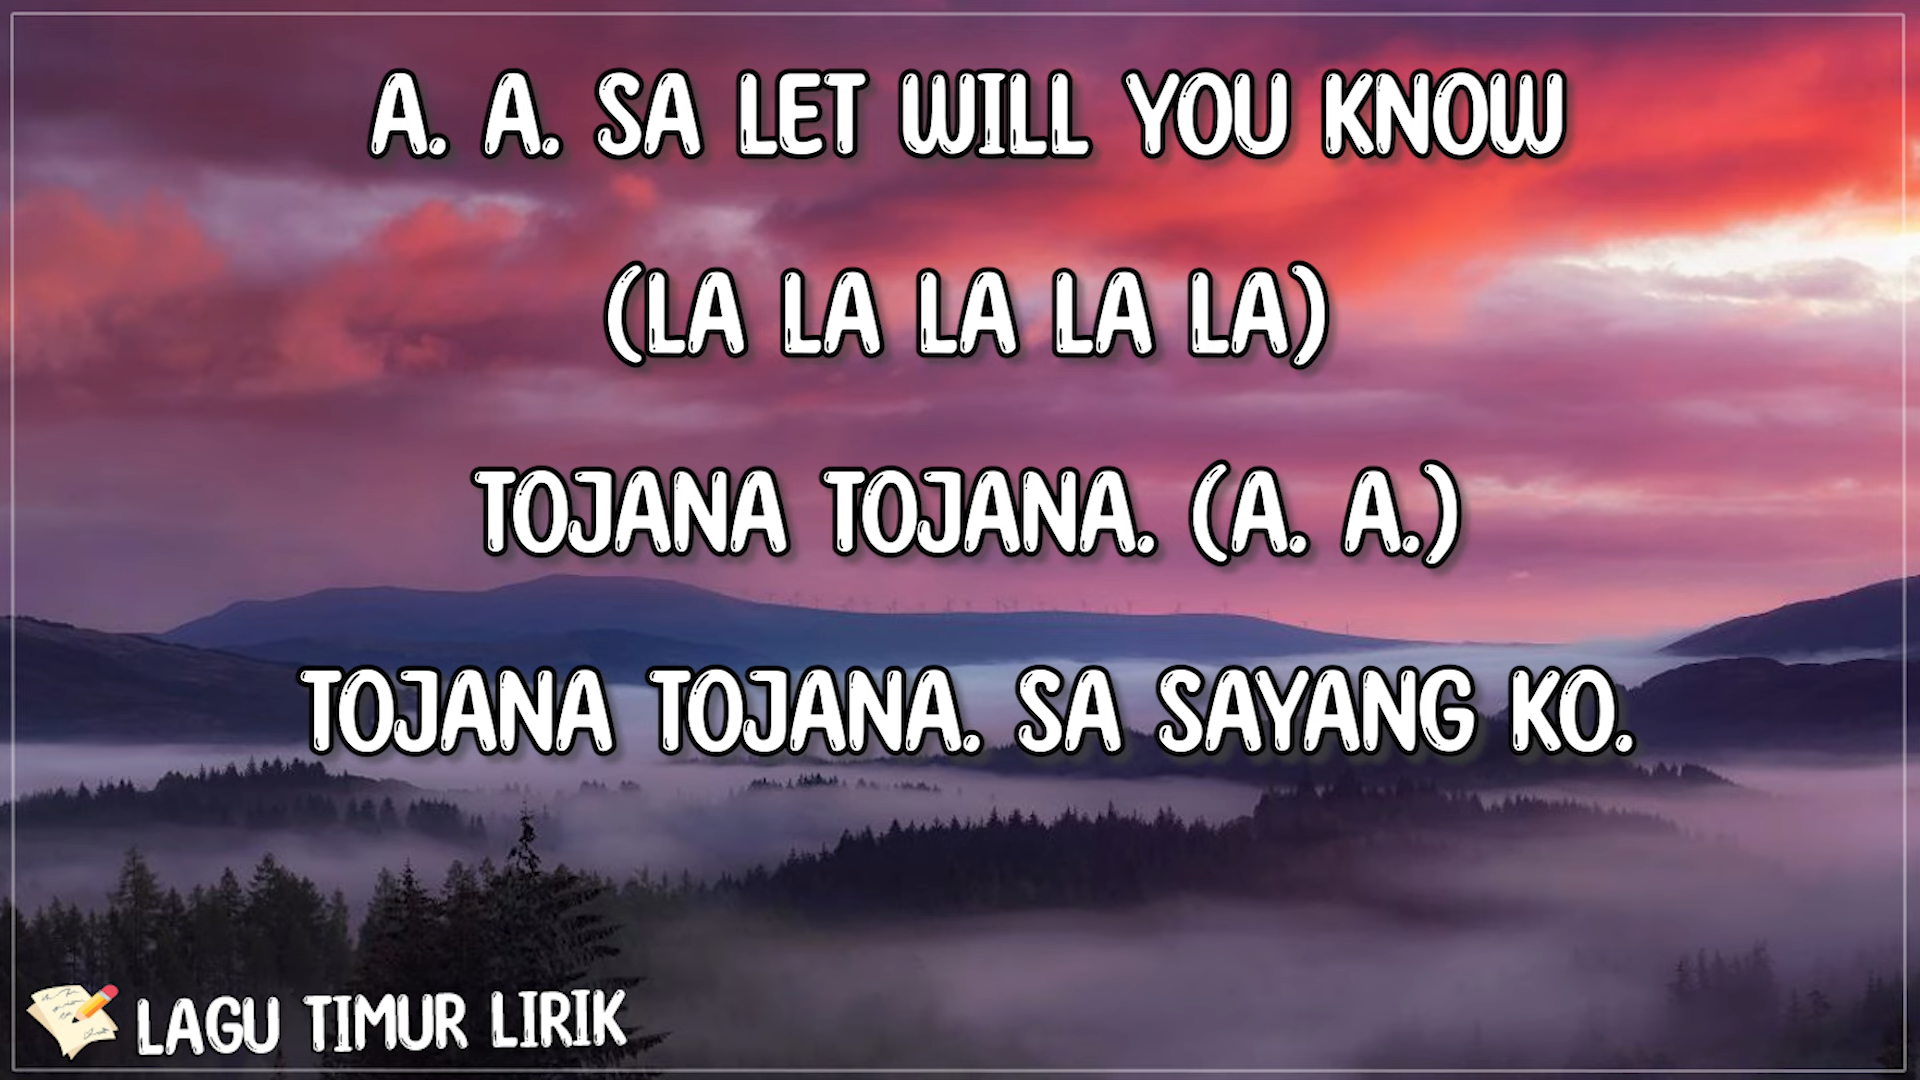 A. A. SA LET WILL YOU KNOW
(LA LA LA LA LA)
TOJANA TOJANA. (A. A.)
TOJANA TOJANA. SA SAYANG KO.
LAGU TIMUR LIRIK